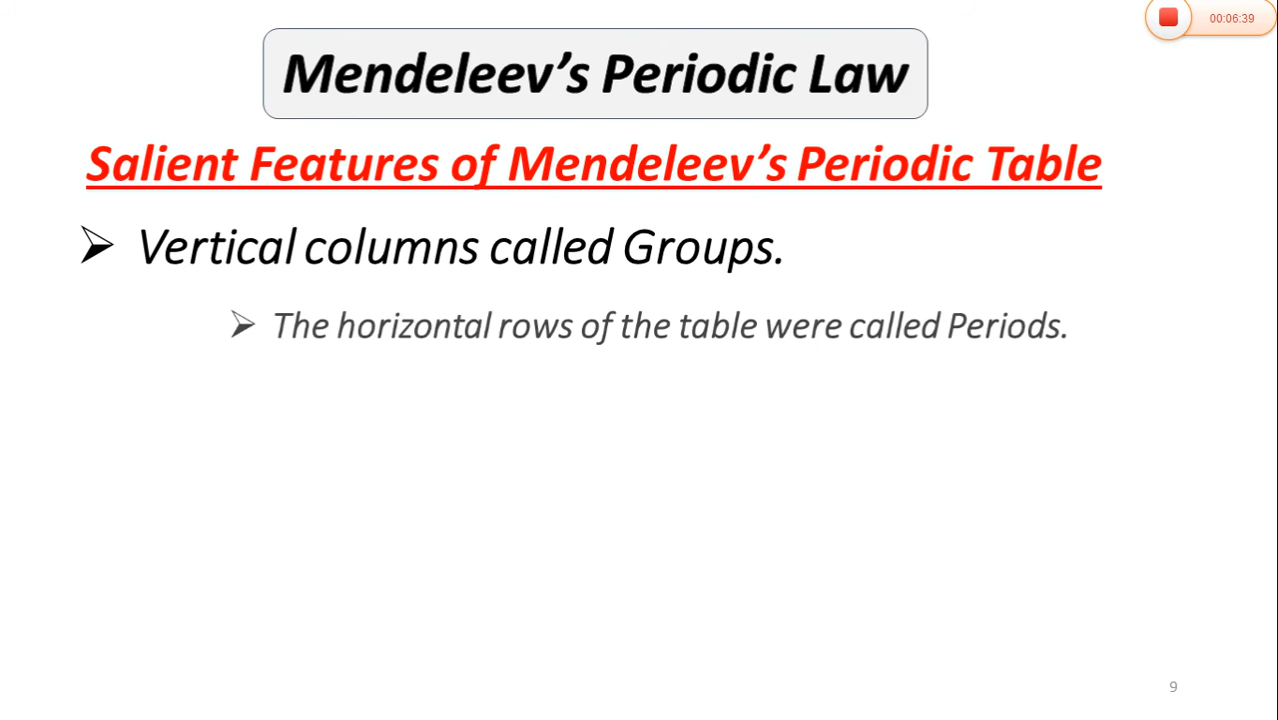 00:06:39
Mendeleev’s Periodic Law
Salient Features of Mendeleev’s Periodic Table
➢ Vertical columns called Groups.
➢ The horizontal rows of the table were called Periods.
9